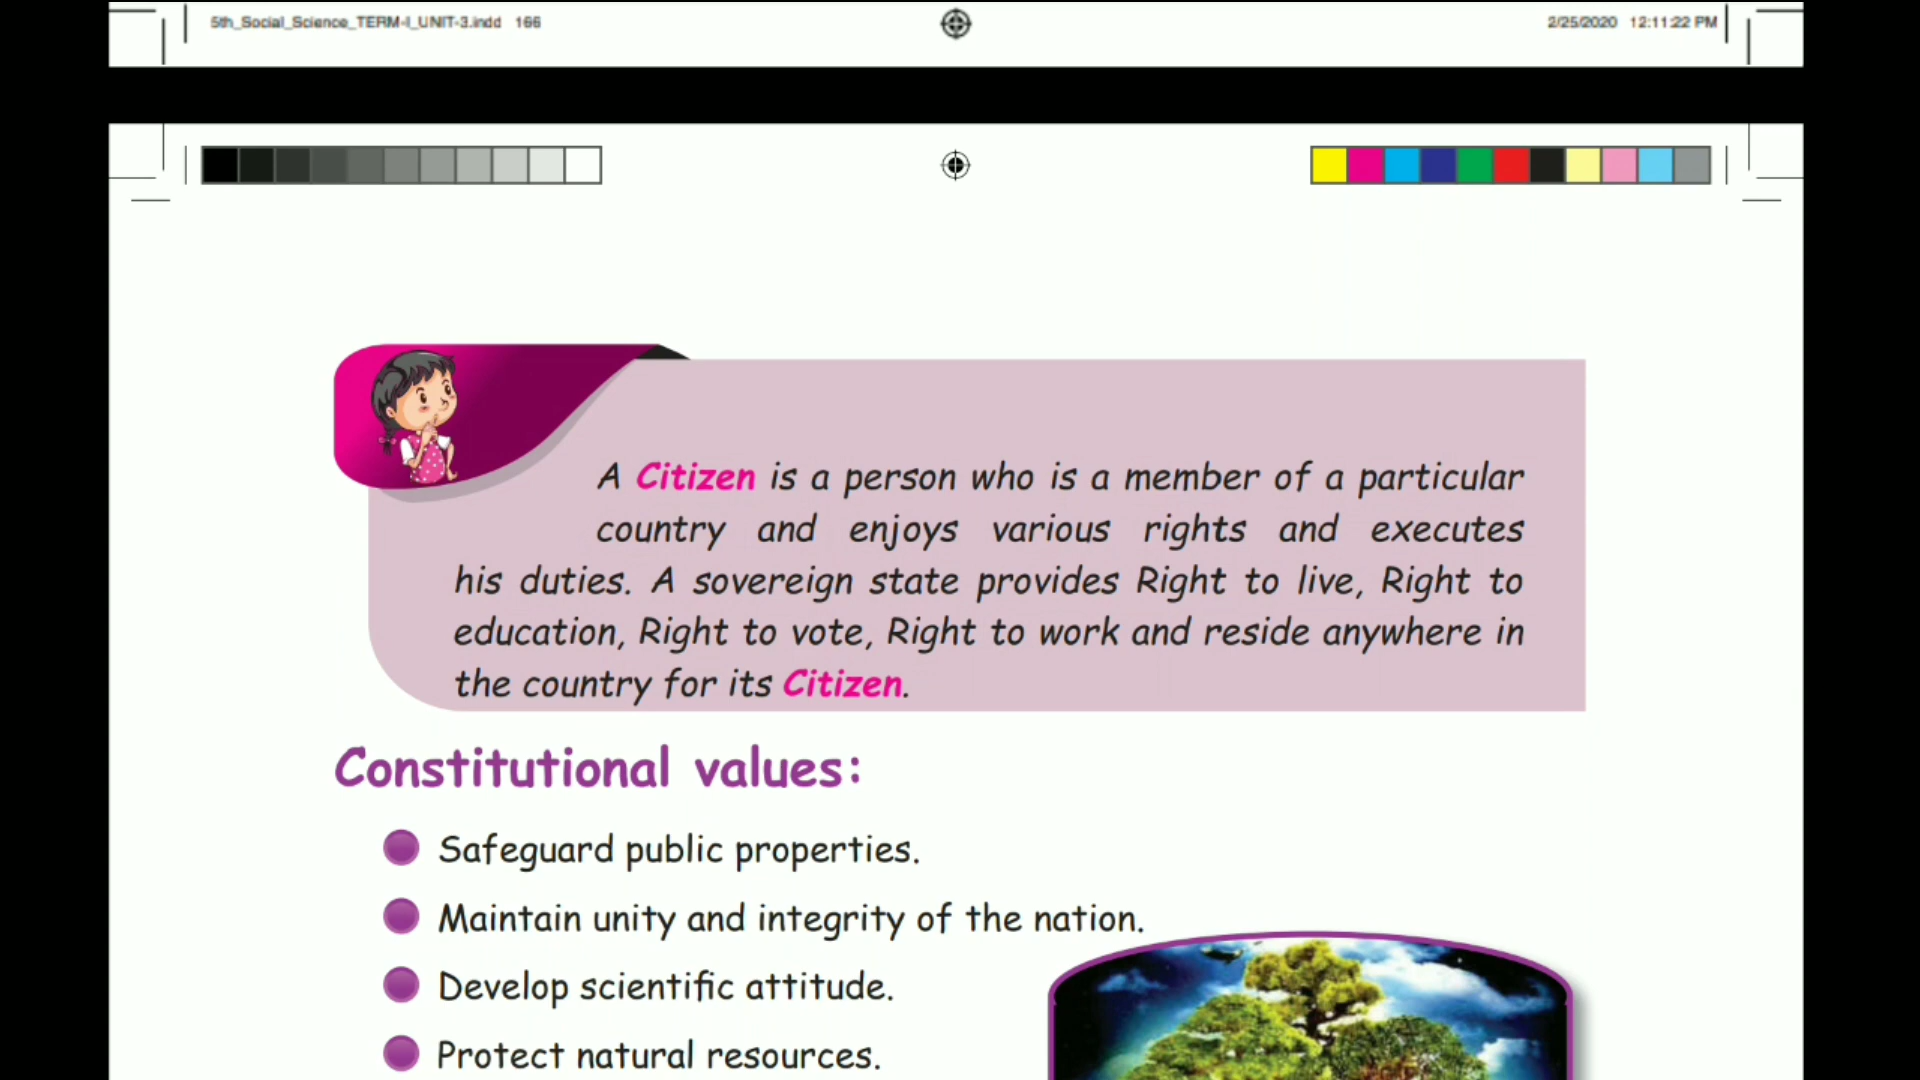 5th_Social_Science_TERM-I_UNIT-3.indd 166
2/25/2020 12:11:22 PM
A Citizen is a person who is a member of a particular
country and enjoys various rights and executes
his duties. A sovereign state provides Right to live, Right to
education, Right to vote, Right to work and reside anywhere in
the country for its Citizen.
Constitutional values:
Safeguard public properties.
Maintain unity and integrity of the nation.
Develop scientific attitude.
Protect natural resources.